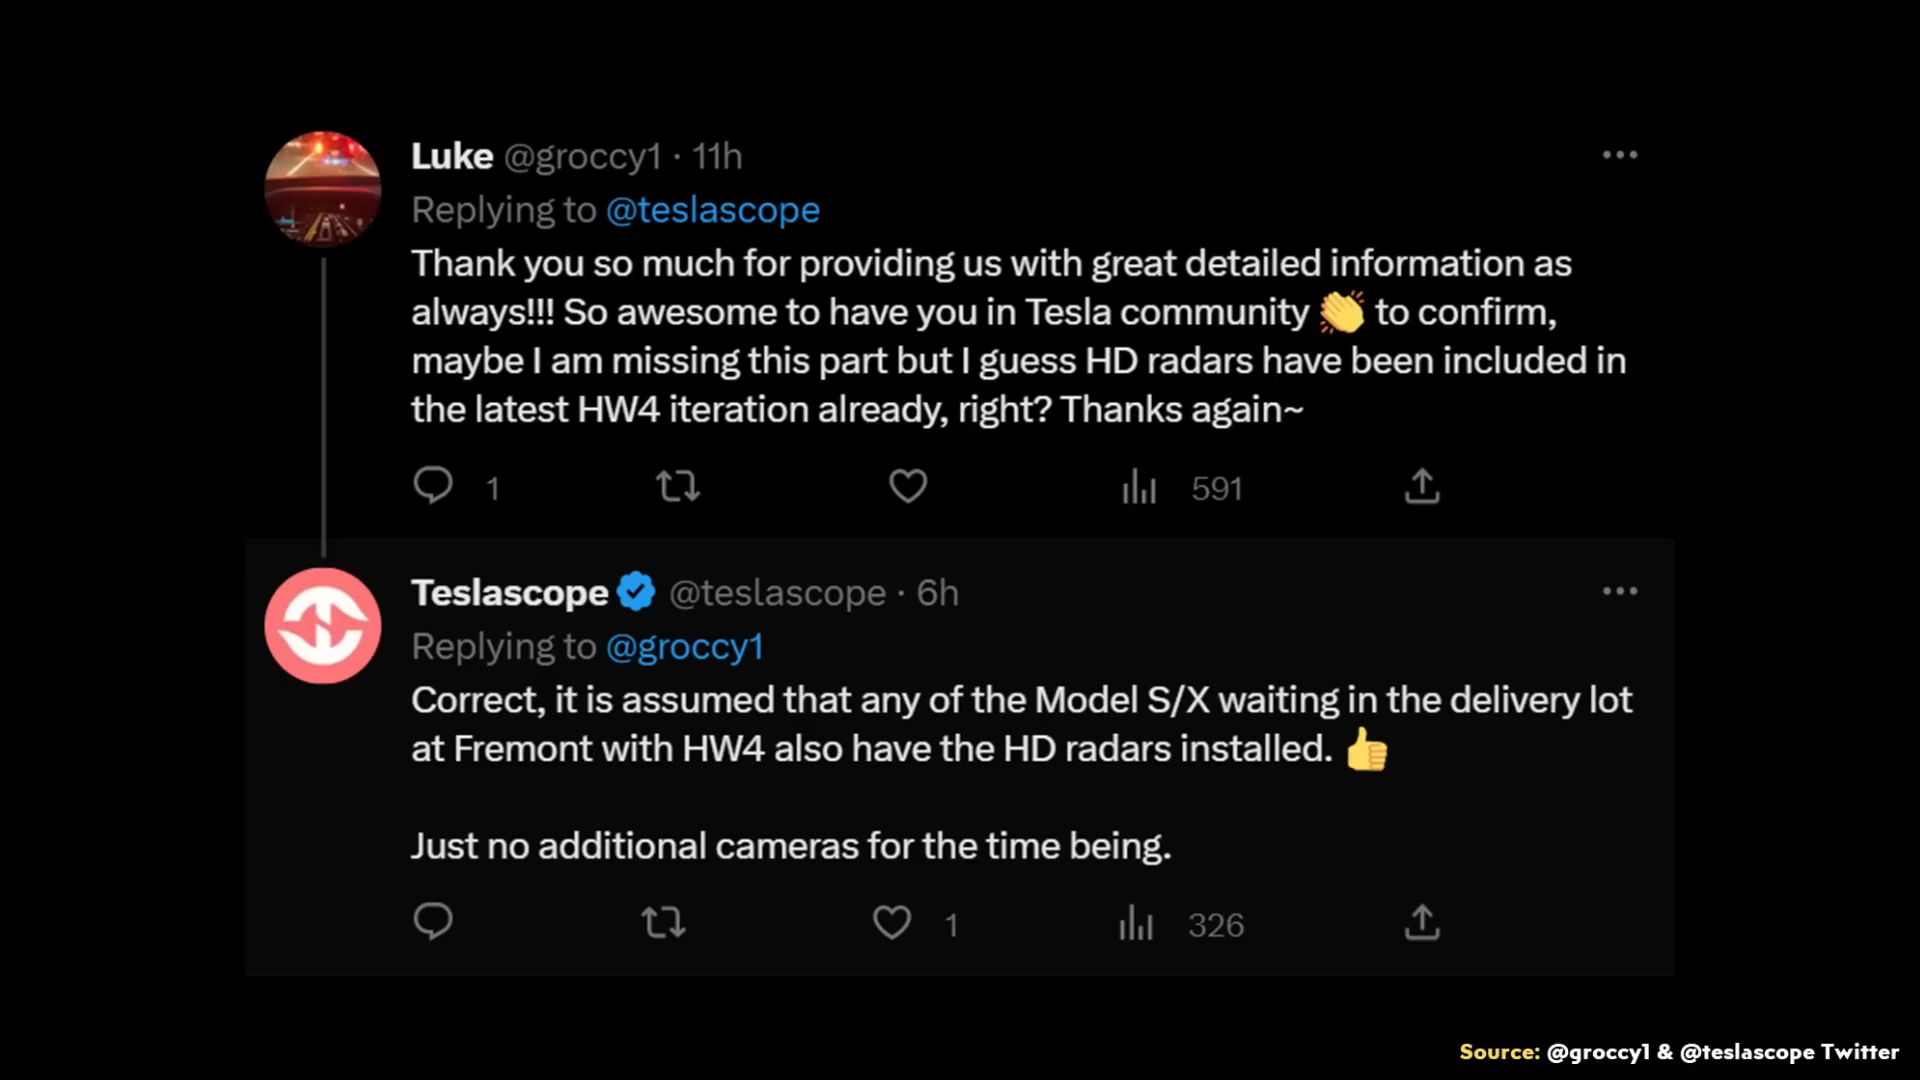 Luke @groccy1 · 11h
Replying to @teslascope
Thank you so much for providing us with great detailed information as
always!!! So awesome to have you in Tesla community 👏 to confirm,
maybe I am missing this part but I guess HD radars have been included in
the latest HW4 iteration already, right? Thanks again~
1 591
Teslascope @teslascope · 6h
Replying to @groccy1
Correct, it is assumed that any of the Model S/X waiting in the delivery lot
at Fremont with HW4 also have the HD radars installed. 👍
Just no additional cameras for the time being.
1 326
Source: @groccy1 & @teslascope Twitter